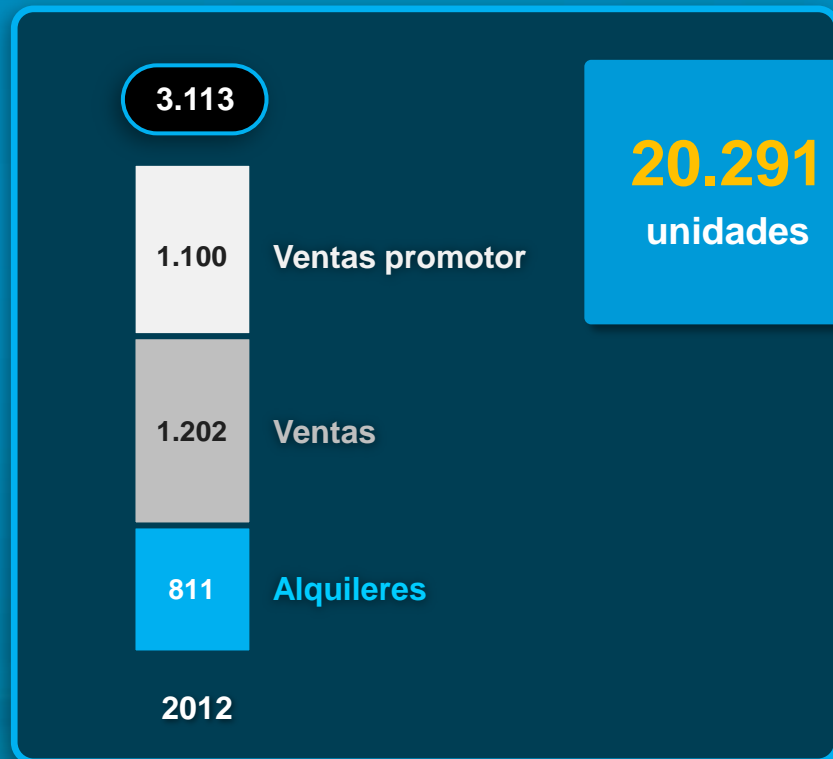 3.113
20.291
unidades
1.100 Ventas promotor
1.202 Ventas
811 Alquileres
2012